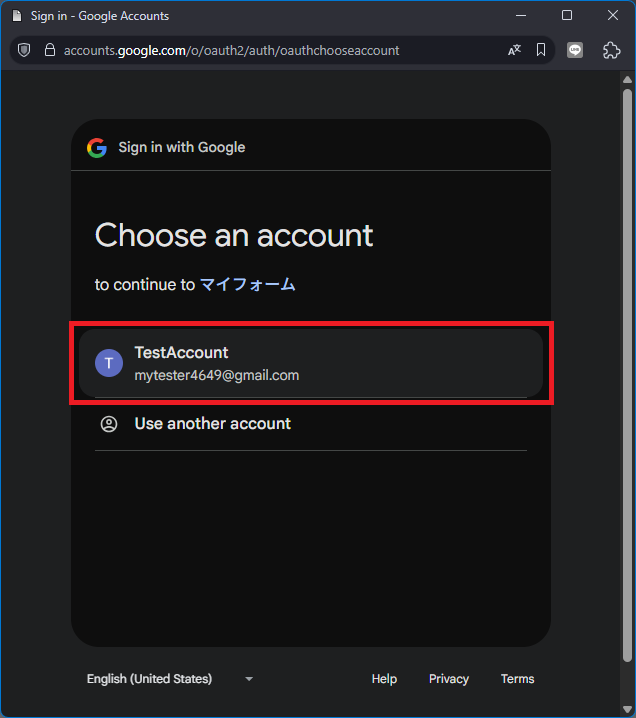 Sign in - Google Accounts
accounts.google.com/o/oauth2/auth/oauthchooseaccount
Sign in with Google
Choose an account
to continue to マイフォーム
T
TestAccount
mytester4649@gmail.com
Use another account
English (United States)
Help
Privacy
Terms